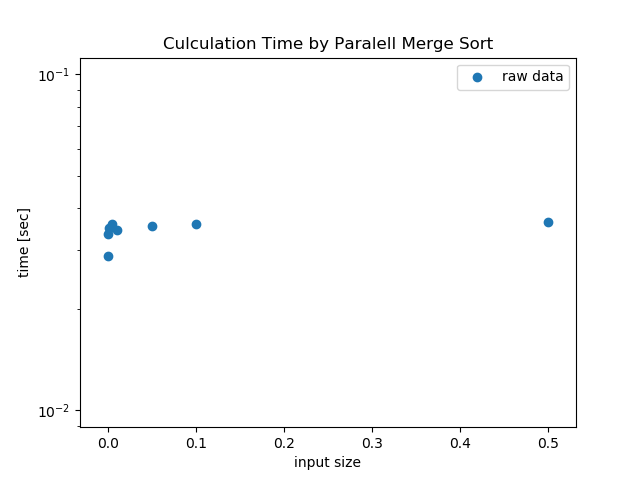 Culculation Time by Paralell Merge Sort
raw data
10⁻¹
10⁻²
time [sec]
0.0 0.1 0.2 0.3 0.4 0.5
input size